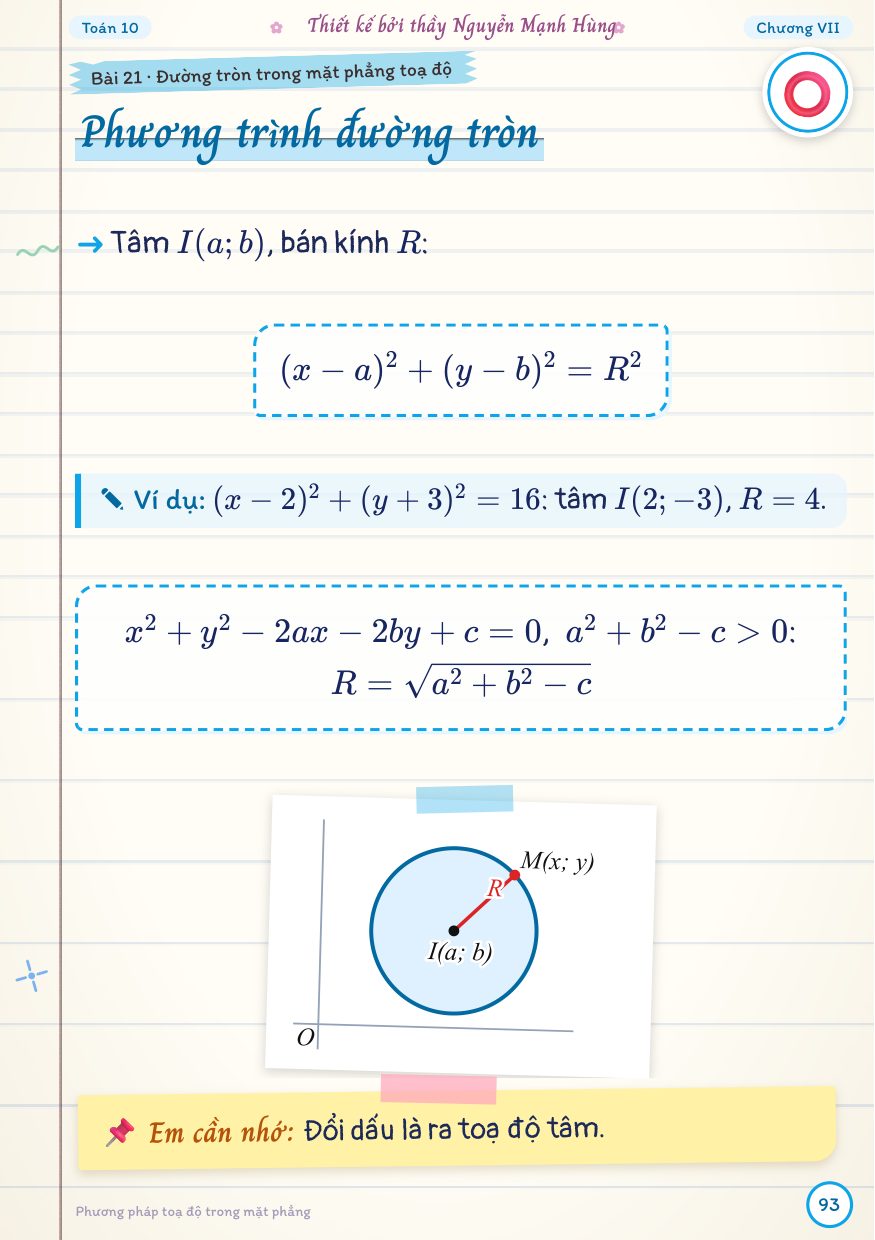 Toán 10
Thiết kế bởi thầy Nguyễn Mạnh Hùng
Chương VII
Bài 21 · Đường tròn trong mặt phẳng toạ độ
Phương trình đường tròn
→ Tâm I(a; b), bán kính R:
(x − a)² + (y − b)² = R²
Ví dụ: (x − 2)² + (y + 3)² = 16: tâm I(2; −3), R = 4.
x² + y² − 2ax − 2by + c = 0, a² + b² − c > 0:
R = √(a² + b² − c)
M(x; y)
R
I(a; b)
O
Em cần nhớ: Đổi dấu là ra toạ độ tâm.
Phương pháp toạ độ trong mặt phẳng
93